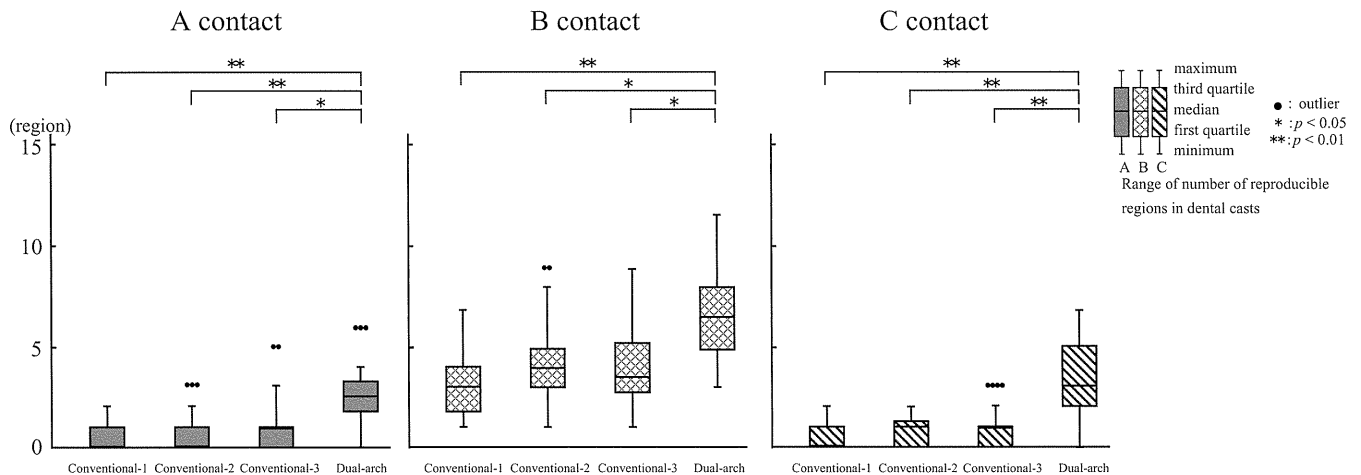 A contact
B contact
C contact
**
**
*
**
*
*
**
**
**
(region)
15
10
5
0
Conventional-1 Conventional-2 Conventional-3 Dual-arch
Conventional-1 Conventional-2 Conventional-3 Dual-arch
Conventional-1 Conventional-2 Conventional-3 Dual-arch
maximum
third quartile
median
first quartile
minimum
A B C
Range of number of reproducible
regions in dental casts
● : outlier
* : p < 0.05
** : p < 0.01